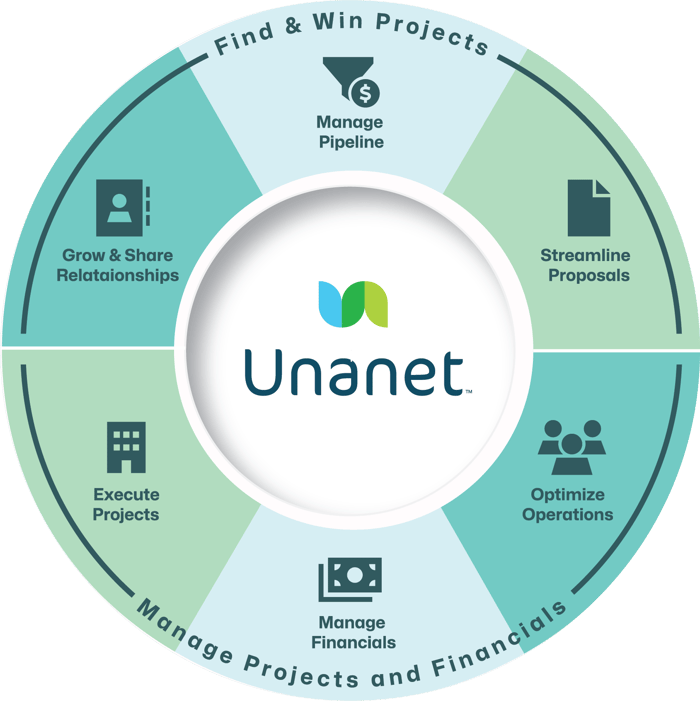 Find & Win Projects
Manage
Pipeline
Grow & Share
Relataionships
Streamline
Proposals
Unanet™
Execute
Projects
Optimize
Operations
Manage
Financials
Manage Projects and Financials